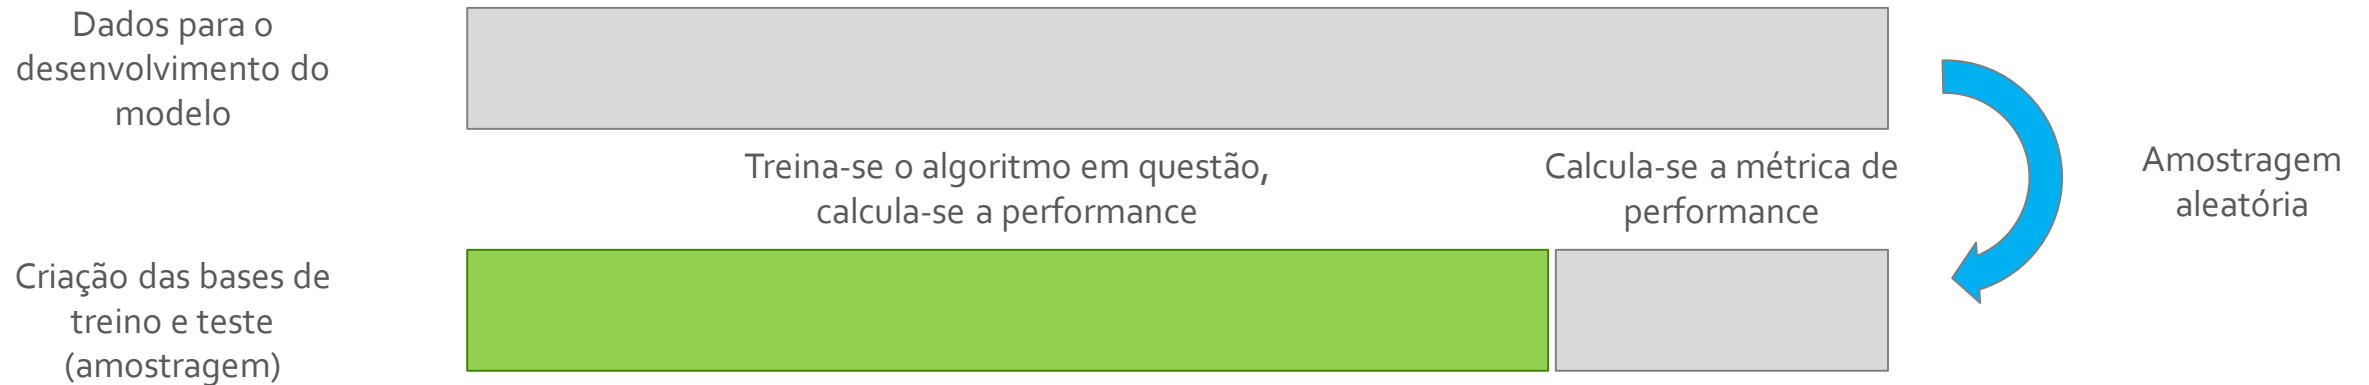 Dados para o
desenvolvimento do
modelo
Treina-se o algoritmo em questão,
calcula-se a performance
Calcula-se a métrica de
performance
Amostragem
aleatória
Criação das bases de
treino e teste
(amostragem)